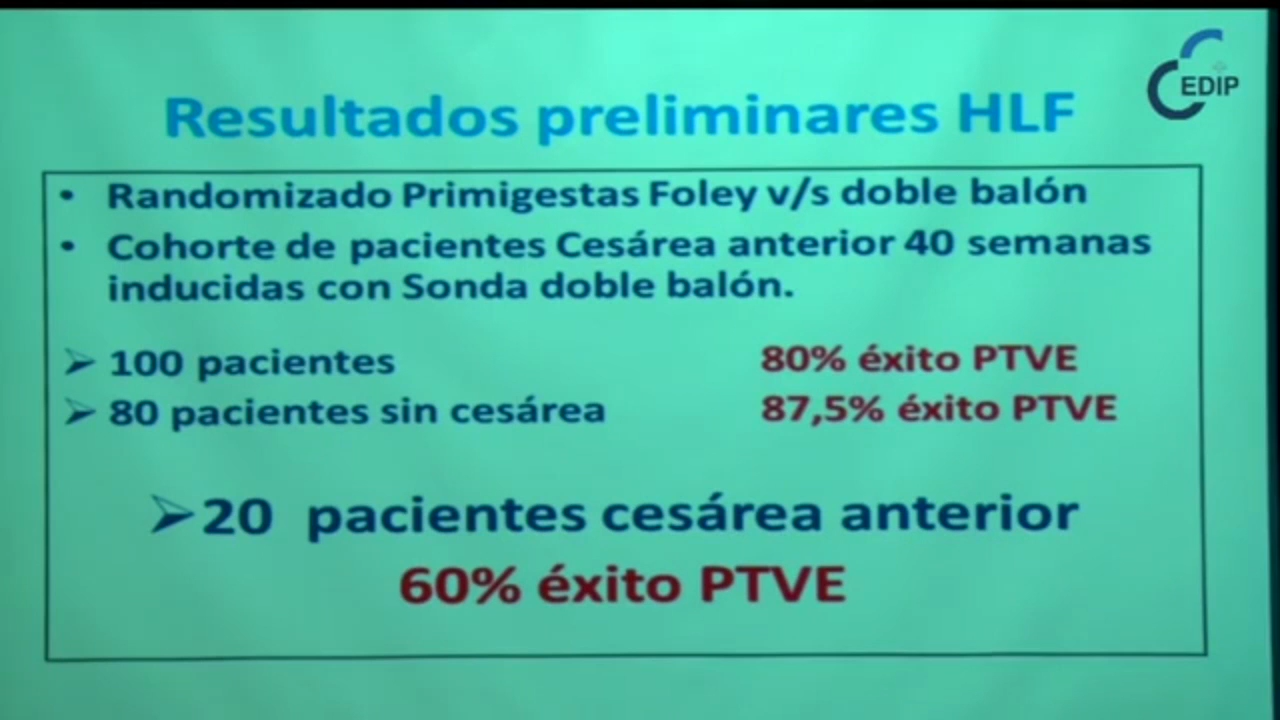 EDIP
Resultados preliminares HLF
• Randomizado Primigestas Foley v/s doble balón
• Cohorte de pacientes Cesárea anterior 40 semanas
inducidas con Sonda doble balón.
➢ 100 pacientes 80% éxito PTVE
➢ 80 pacientes sin cesárea 87,5% éxito PTVE
➢20 pacientes cesárea anterior
60% éxito PTVE